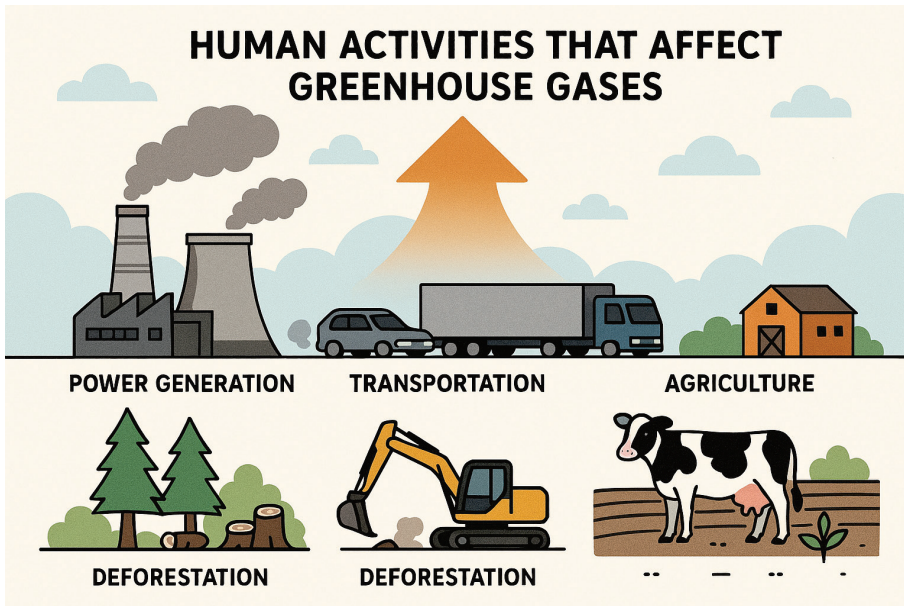 HUMAN ACTIVITIES THAT AFFECT
GREENHOUSE GASES
POWER GENERATION
TRANSPORTATION
AGRICULTURE
DEFORESTATION
DEFORESTATION